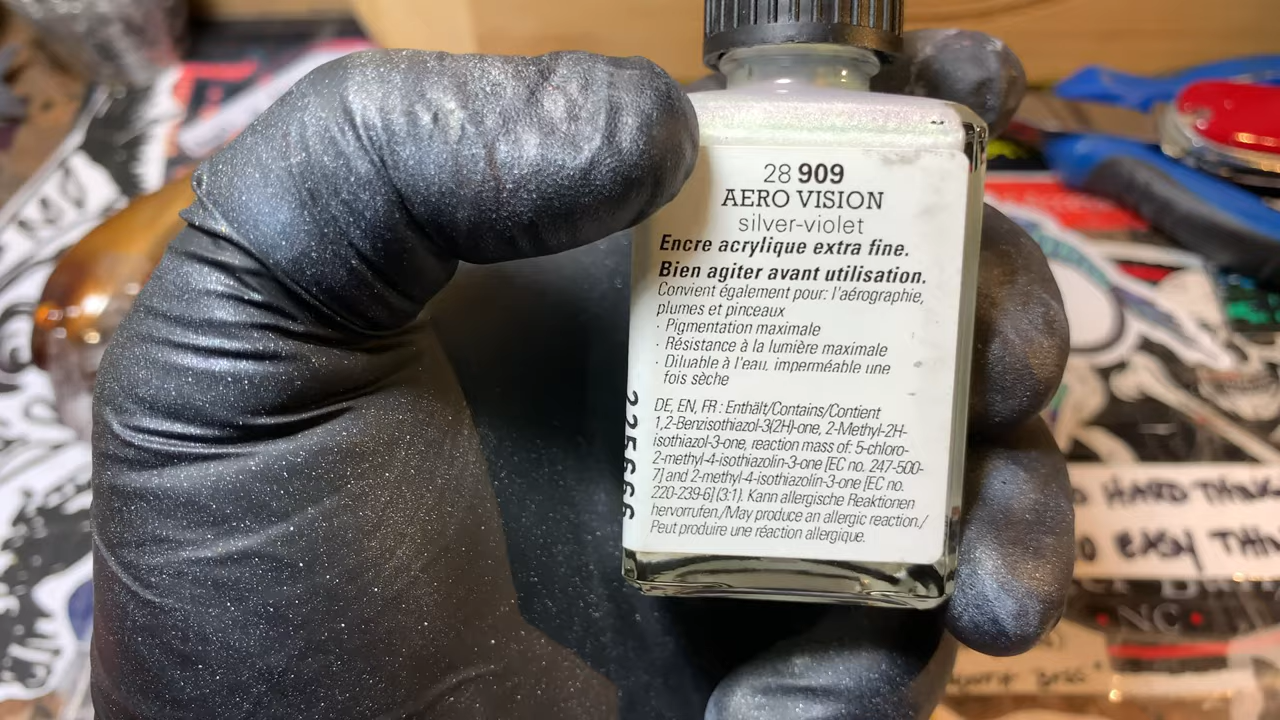 28 909
AERO VISION
silver-violet
Encre acrylique extra fine.
Bien agiter avant utilisation.
Convient également pour: l'aérographie,
plumes et pinceaux
· Pigmentation maximale
· Résistance à la lumière maximale
· Diluable à l'eau, imperméable une
fois sèche
DE, EN, FR : Enthält/Contains/Contient
1,2-Benzisothiazol-3(2H)-one, 2-Methyl-2H-
isothiazol-3-one, reaction mass of: 5-chloro-
2-methyl-4-isothiazolin-3-one [EC no. 247-500-
7] and 2-methyl-4-isothiazolin-3-one [EC no.
220-239-6] (3:1). Kann allergische Reaktionen
hervorrufen./May produce an allergic reaction./
Peut produire une réaction allergique.
HARD THIN
EASY THIN
NC